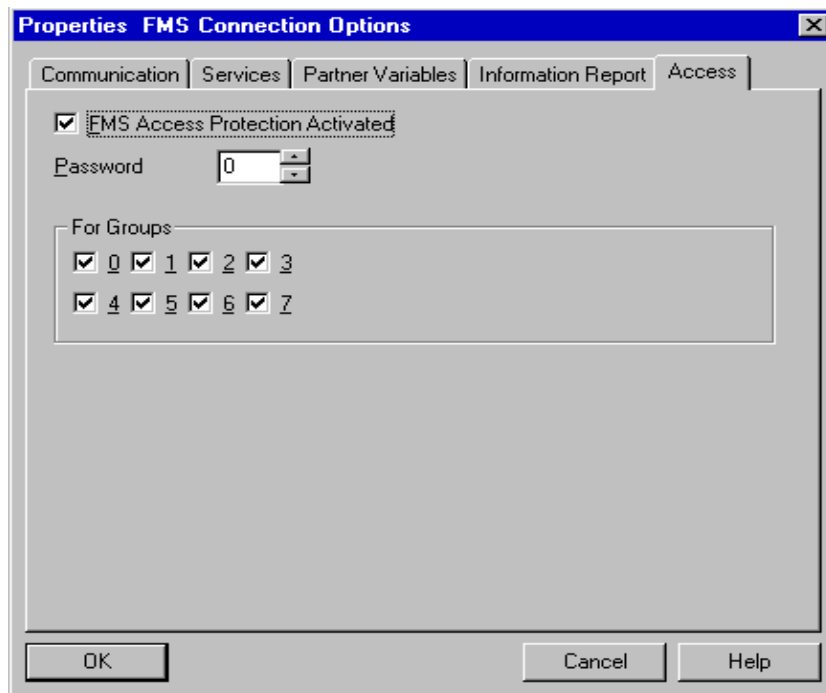 Properties FMS Connection Options
Communication Services Partner Variables Information Report Access
FMS Access Protection Activated
Password 0
For Groups
0 1 2 3
4 5 6 7
OK Cancel Help